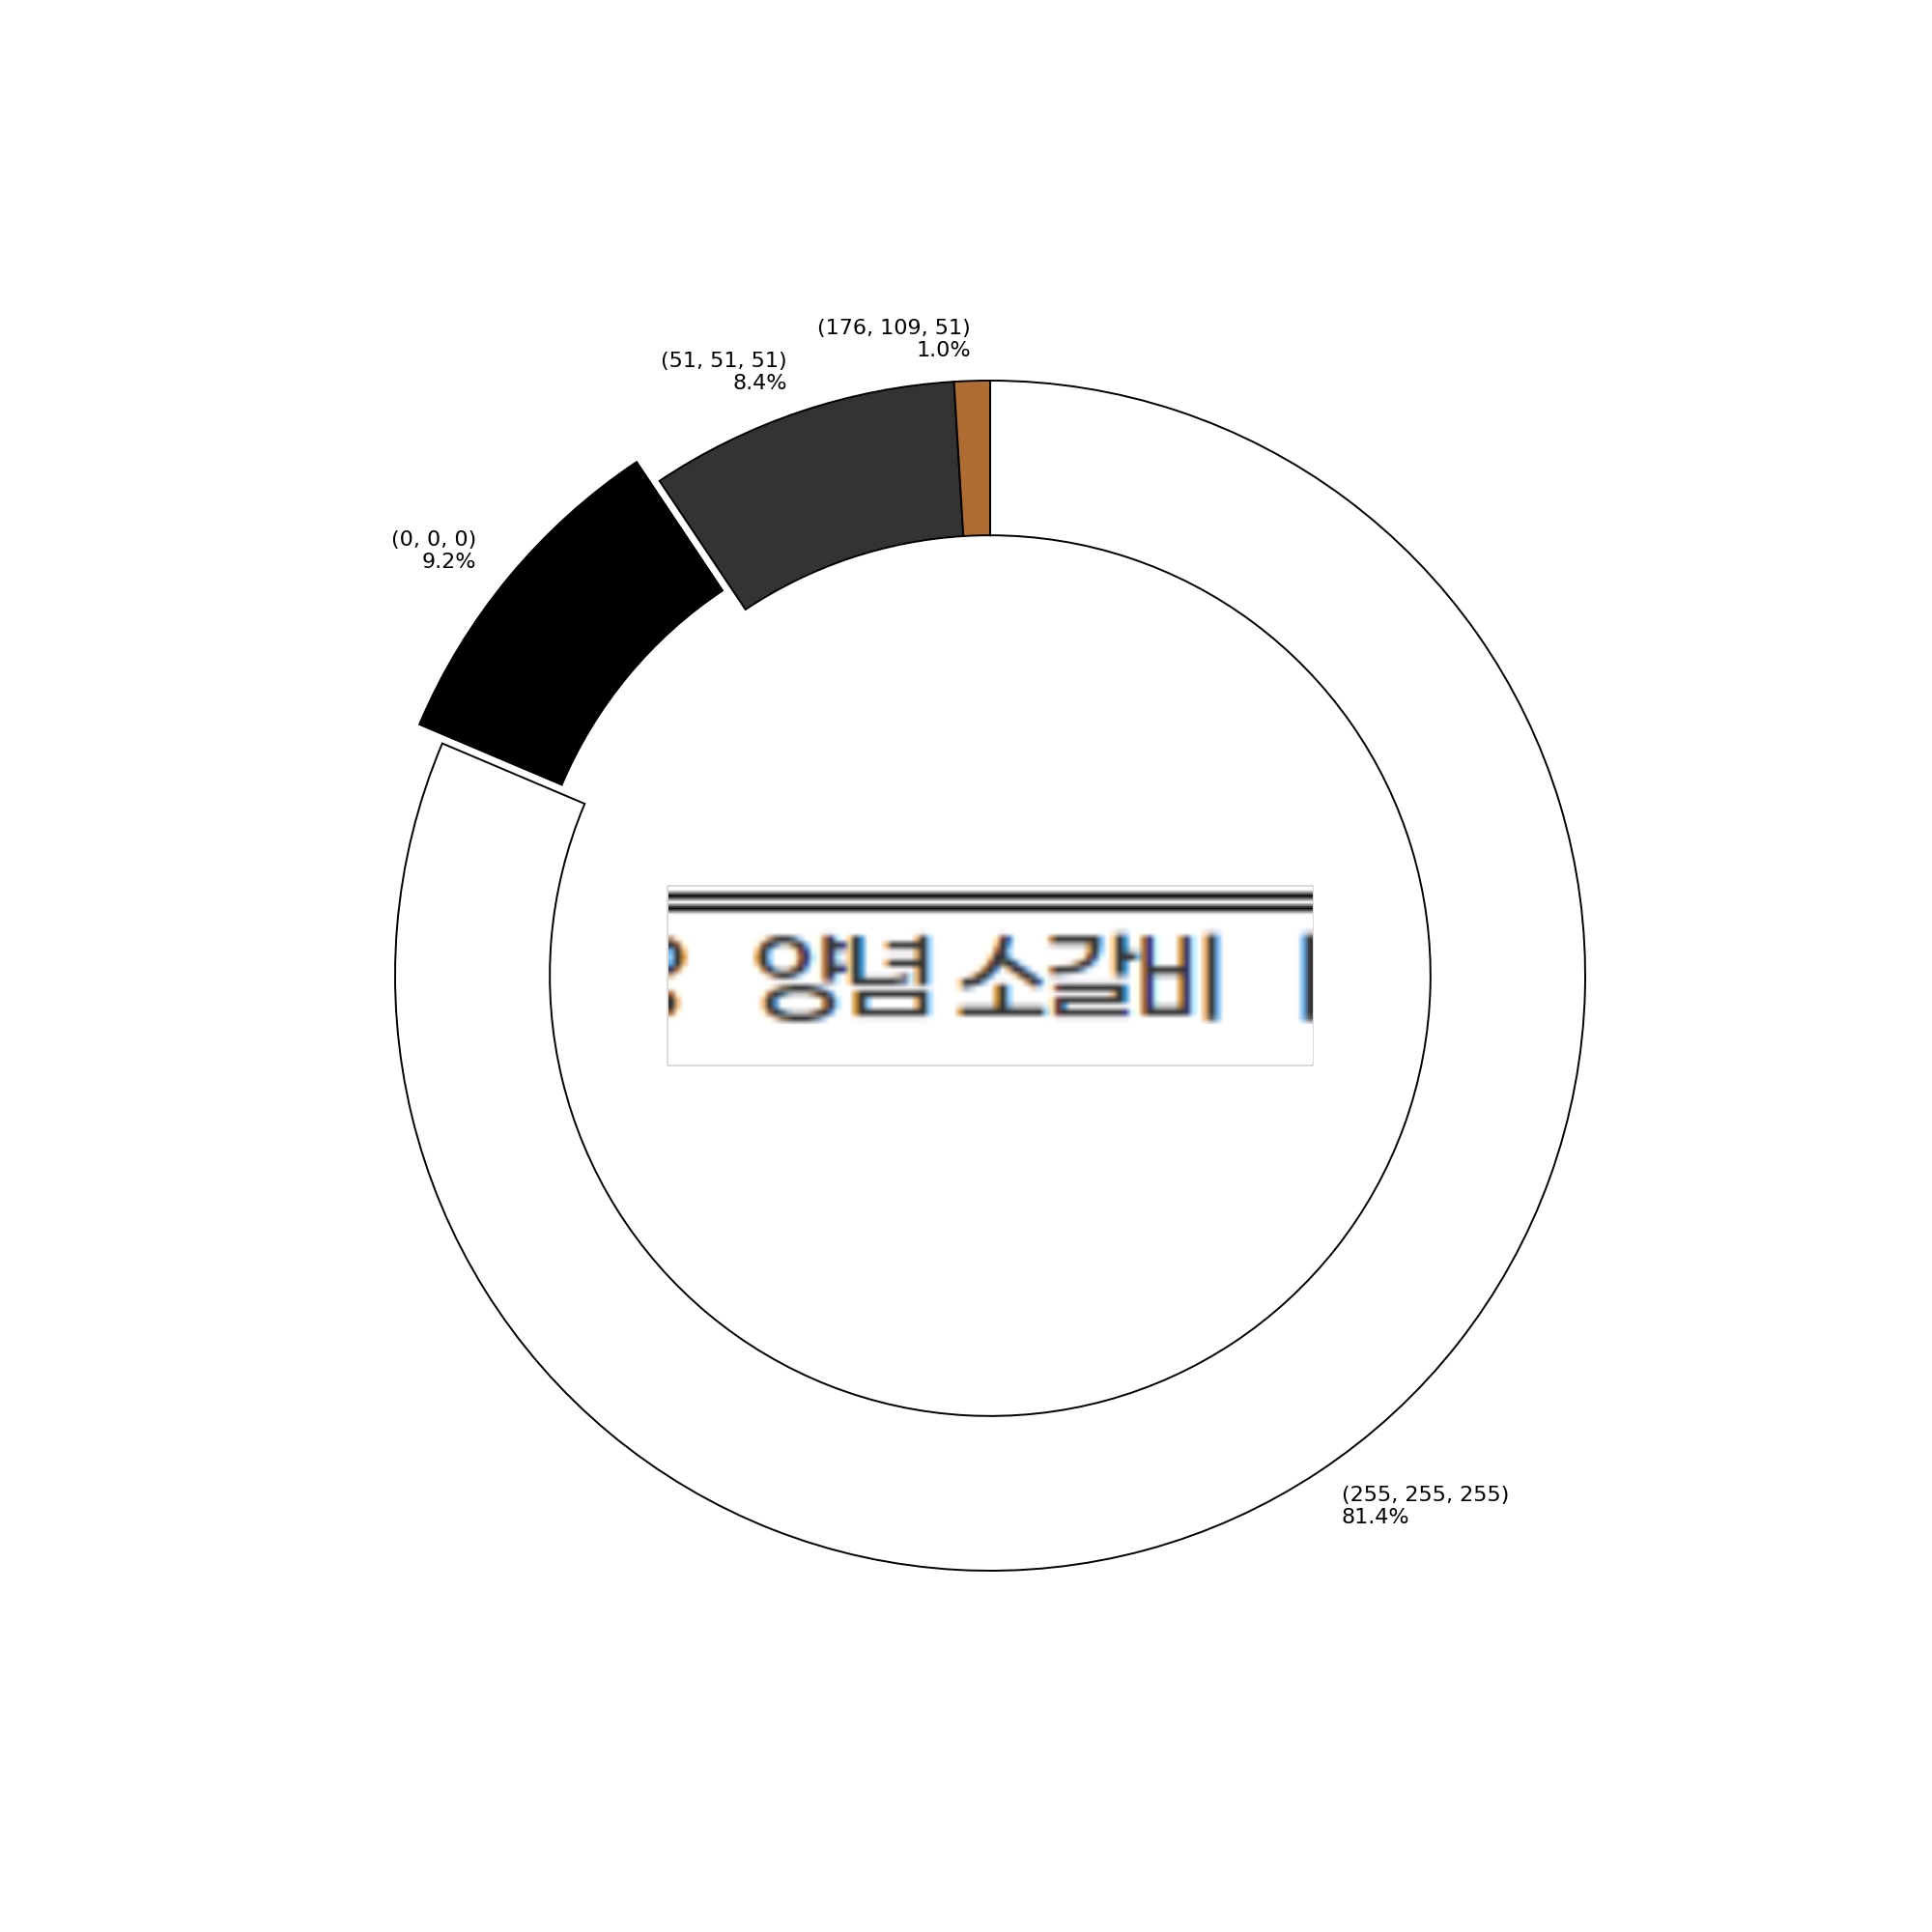 (176, 109, 51)
1.0%
(51, 51, 51)
8.4%
(0, 0, 0)
9.2%
양념 소갈비
(255, 255, 255)
81.4%